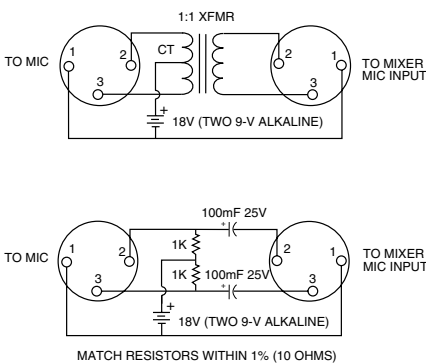 1:1 XFMR
TO MIC
1
2
3
CT
2
1
3
TO MIXER
MIC INPUT
+
18V (TWO 9-V ALKALINE)
100mF 25V
+
TO MIC
1
2
3
1K
1K
100mF 25V
+
2
1
3
TO MIXER
MIC INPUT
+
18V (TWO 9-V ALKALINE)
MATCH RESISTORS WITHIN 1% (10 OHMS)